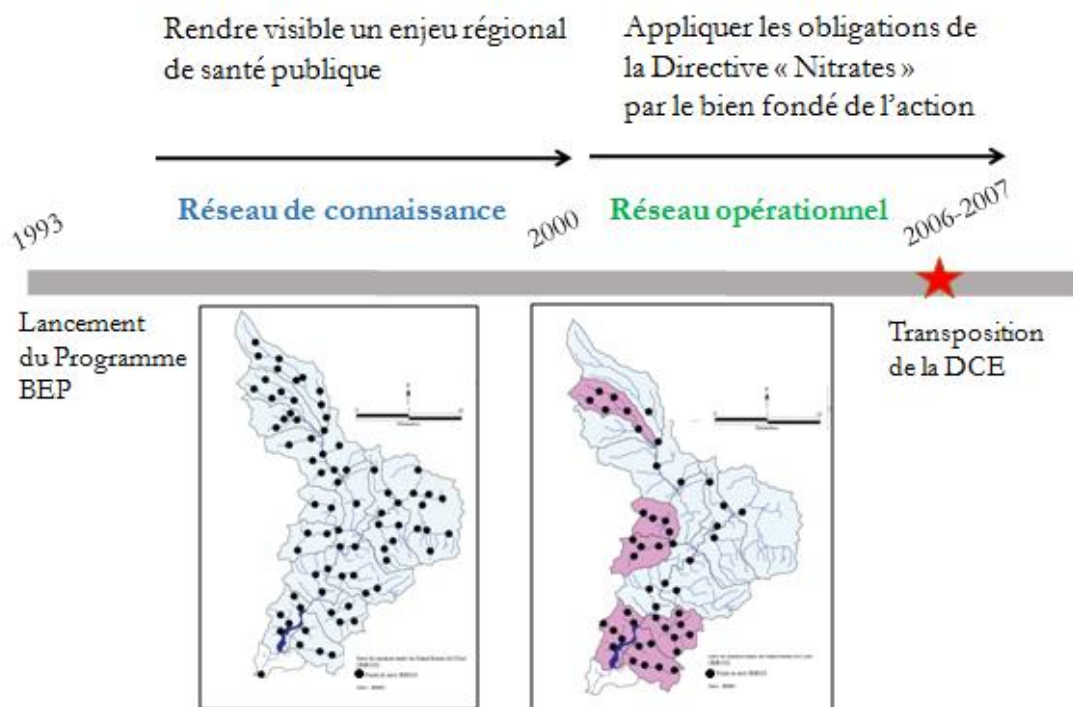 Rendre visible un enjeu régional
de santé publique
Appliquer les obligations de
la Directive « Nitrates »
par le bien fondé de l'action
Réseau de connaissance
Réseau opérationnel
1993
2000
2006-2007
Lancement
du Programme
BEP
Transposition
de la DCE